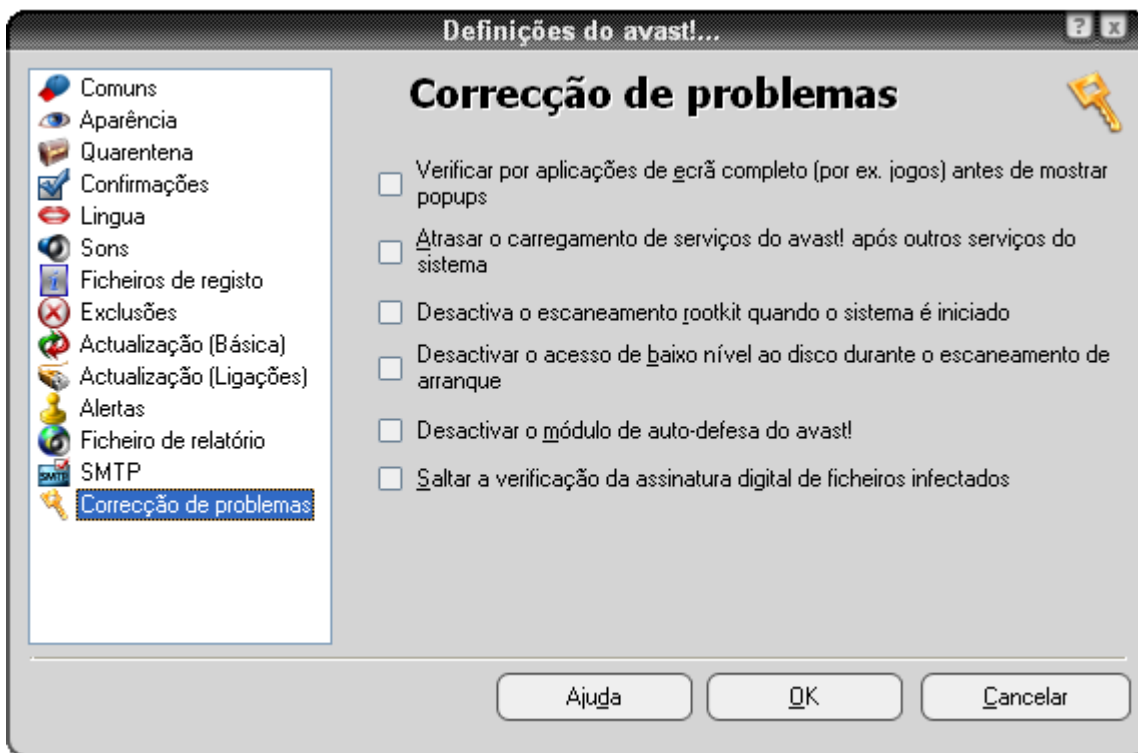 Definições do avast!...
Comuns
Aparência
Quarentena
Confirmações
Lingua
Sons
Ficheiros de registo
Exclusões
Actualização (Básica)
Actualização (Ligações)
Alertas
Ficheiro de relatório
SMTP
Correcção de problemas
Correcção de problemas
Verificar por aplicações de ecrã completo (por ex. jogos) antes de mostrar
popups
Atrasar o carregamento de serviços do avast! após outros serviços do
sistema
Desactiva o escaneamento rootkit quando o sistema é iniciado
Desactivar o acesso de baixo nível ao disco durante o escaneamento de
arranque
Desactivar o módulo de auto-defesa do avast!
Saltar a verificação da assinatura digital de ficheiros infectados
Ajuda
OK
Cancelar